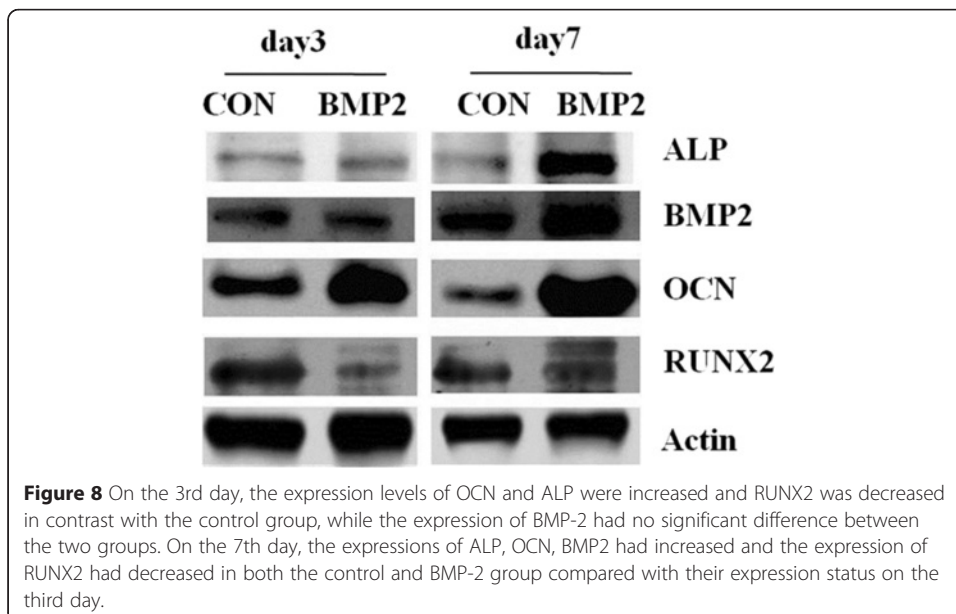 day3 day7
CON BMP2 CON BMP2
ALP
BMP2
OCN
RUNX2
Actin
Figure 8 On the 3rd day, the expression levels of OCN and ALP were increased and RUNX2 was decreased
in contrast with the control group, while the expression of BMP-2 had no significant difference between
the two groups. On the 7th day, the expressions of ALP, OCN, BMP2 had increased and the expression of
RUNX2 had decreased in both the control and BMP-2 group compared with their expression status on the
third day.